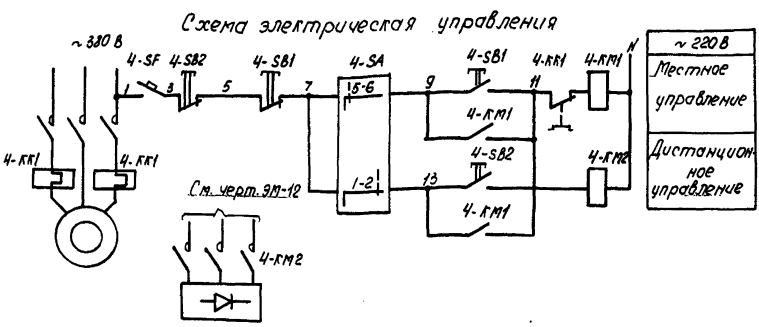 Схема электрическая управления
~380 В
4-SF
4-SB2
4-SB1
4-SA
4-SB1
4-KK1
4-KM1
N
~220 В
1
3
5
7
5-6
9
11
Местное
управление
4-KM1
4-KK1
4-KK1
4-SB2
4-KM2
1-2
13
Дистанцион-
ное
управление
См. черт. ЭМ-12
4-KM1
4-KM2